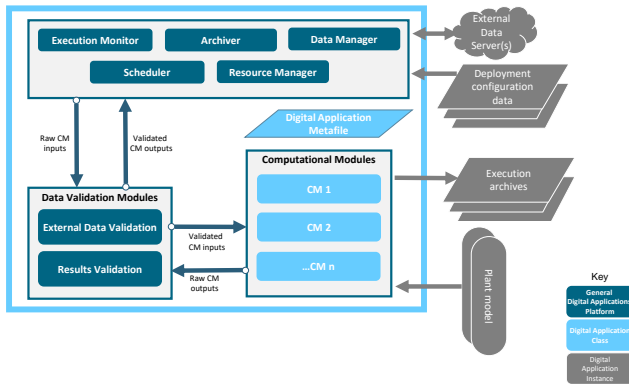 Execution Monitor
Archiver
Data Manager
Scheduler
Resource Manager
External
Data
Server(s)
Deployment
configuration
data
Digital Application
Metafile
Raw CM
inputs
Validated
CM outputs
Data Validation Modules
External Data Validation
Results Validation
Validated
CM inputs
Raw CM
outputs
Computational Modules
CM 1
CM 2
...CM n
Execution
archives
Plant model
Key
General
Digital Applications
Platform
Digital Application
Class
Digital
Application
Instance